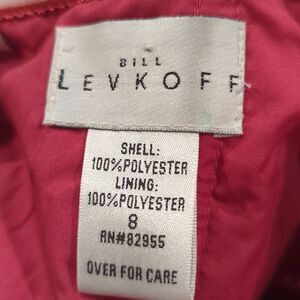 BILL
LEVKOFF
SHELL:
100%POLYESTER
LINING:
100%POLYESTER
8
RN#82955
OVER FOR CARE